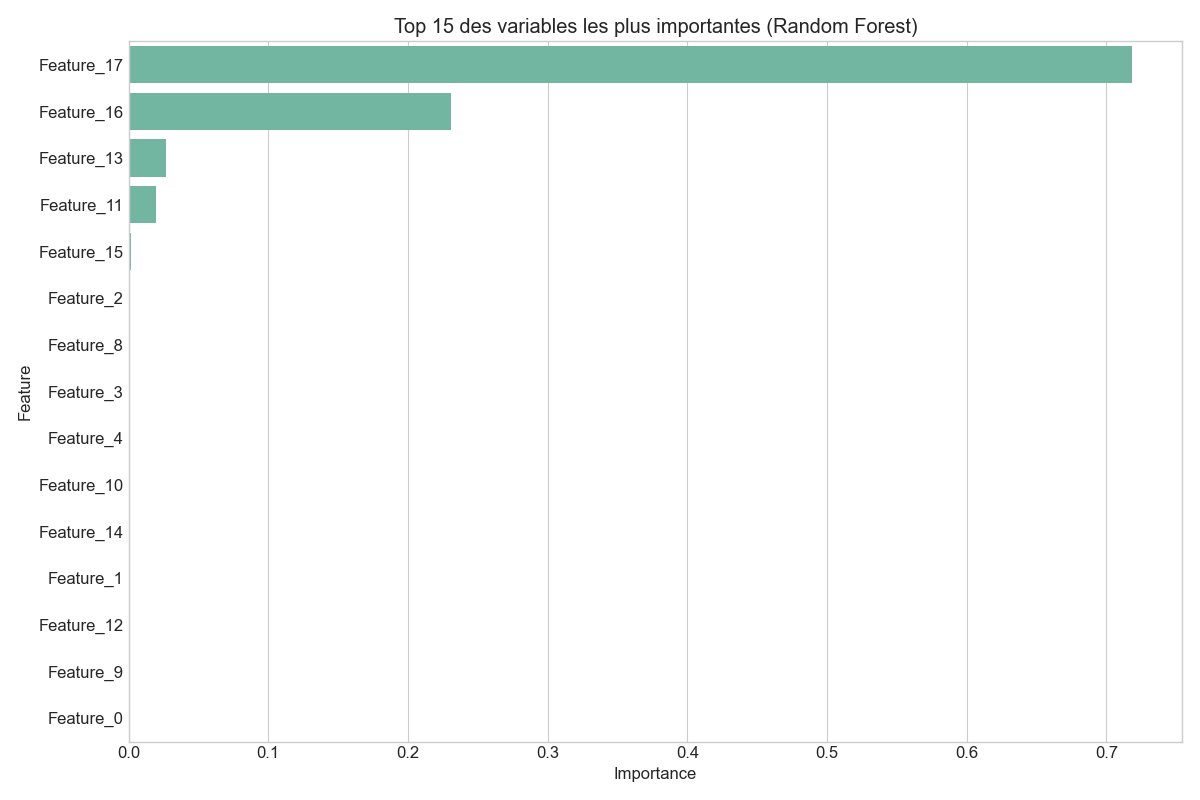 Top 15 des variables les plus importantes (Random Forest)
Feature_17
Feature_16
Feature_13
Feature_11
Feature_15
Feature_2
Feature_8
Feature_3
Feature_4
Feature_10
Feature_14
Feature_1
Feature_12
Feature_9
Feature_0
Feature
0.0 0.1 0.2 0.3 0.4 0.5 0.6 0.7
Importance